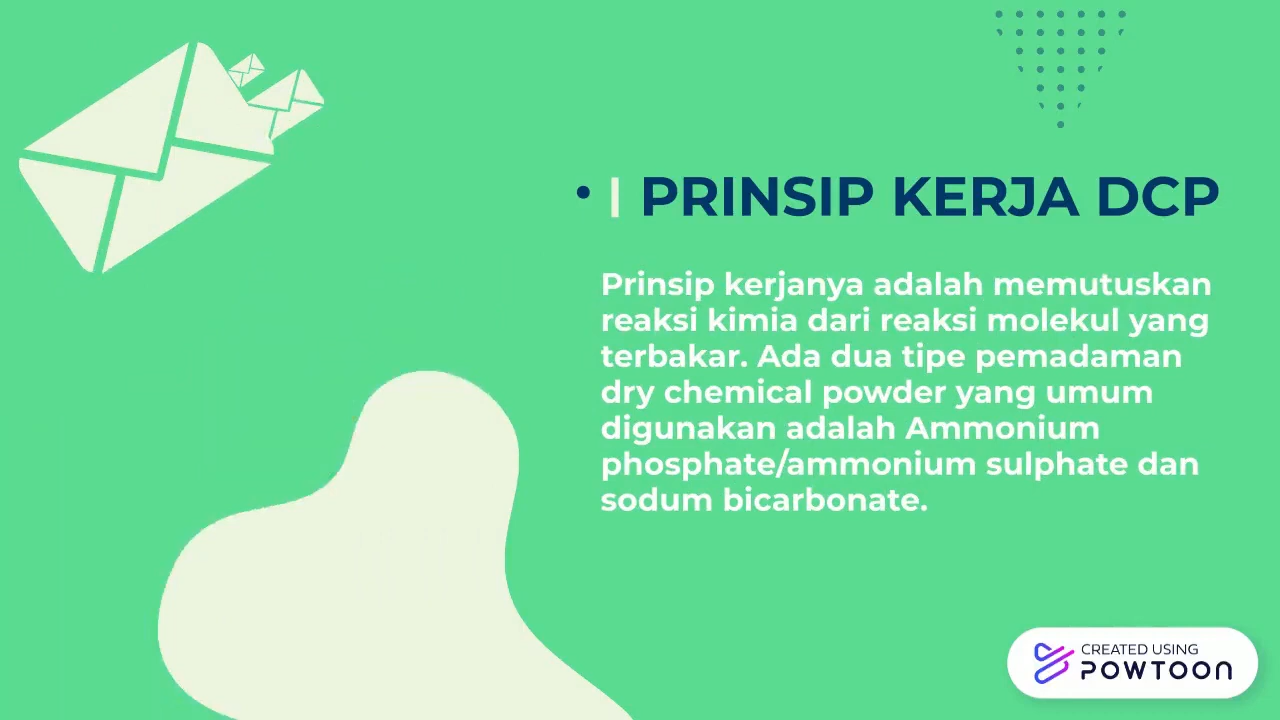 • | PRINSIP KERJA DCP
Prinsip kerjanya adalah memutuskan
reaksi kimia dari reaksi molekul yang
terbakar. Ada dua tipe pemadaman
dry chemical powder yang umum
digunakan adalah Ammonium
phosphate/ammonium sulphate dan
sodum bicarbonate.
CREATED USING
POWTOON